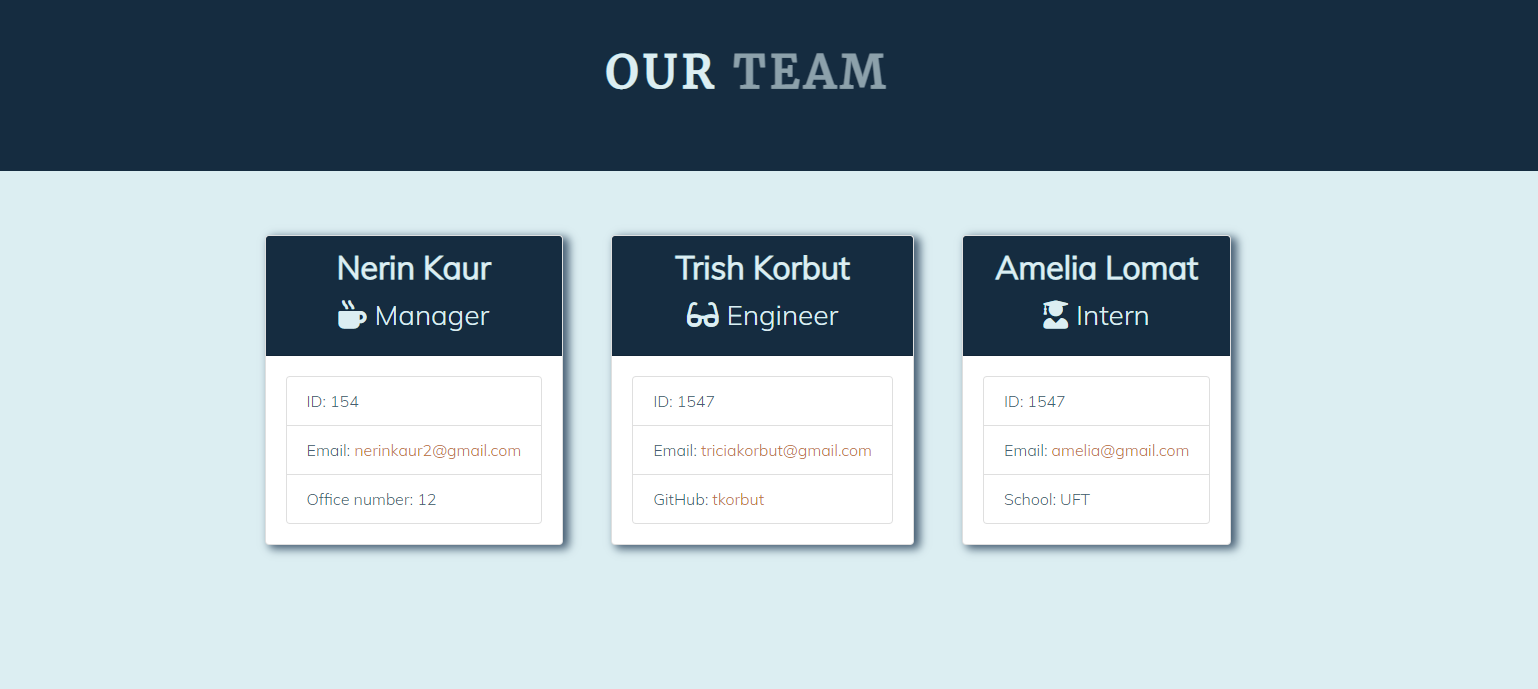 OUR TEAM
Nerin Kaur
Manager
ID: 154
Email: nerinkaur2@gmail.com
Office number: 12
Trish Korbut
Engineer
ID: 1547
Email: triciakorbut@gmail.com
GitHub: tkorbut
Amelia Lomat
Intern
ID: 1547
Email: amelia@gmail.com
School: UFT